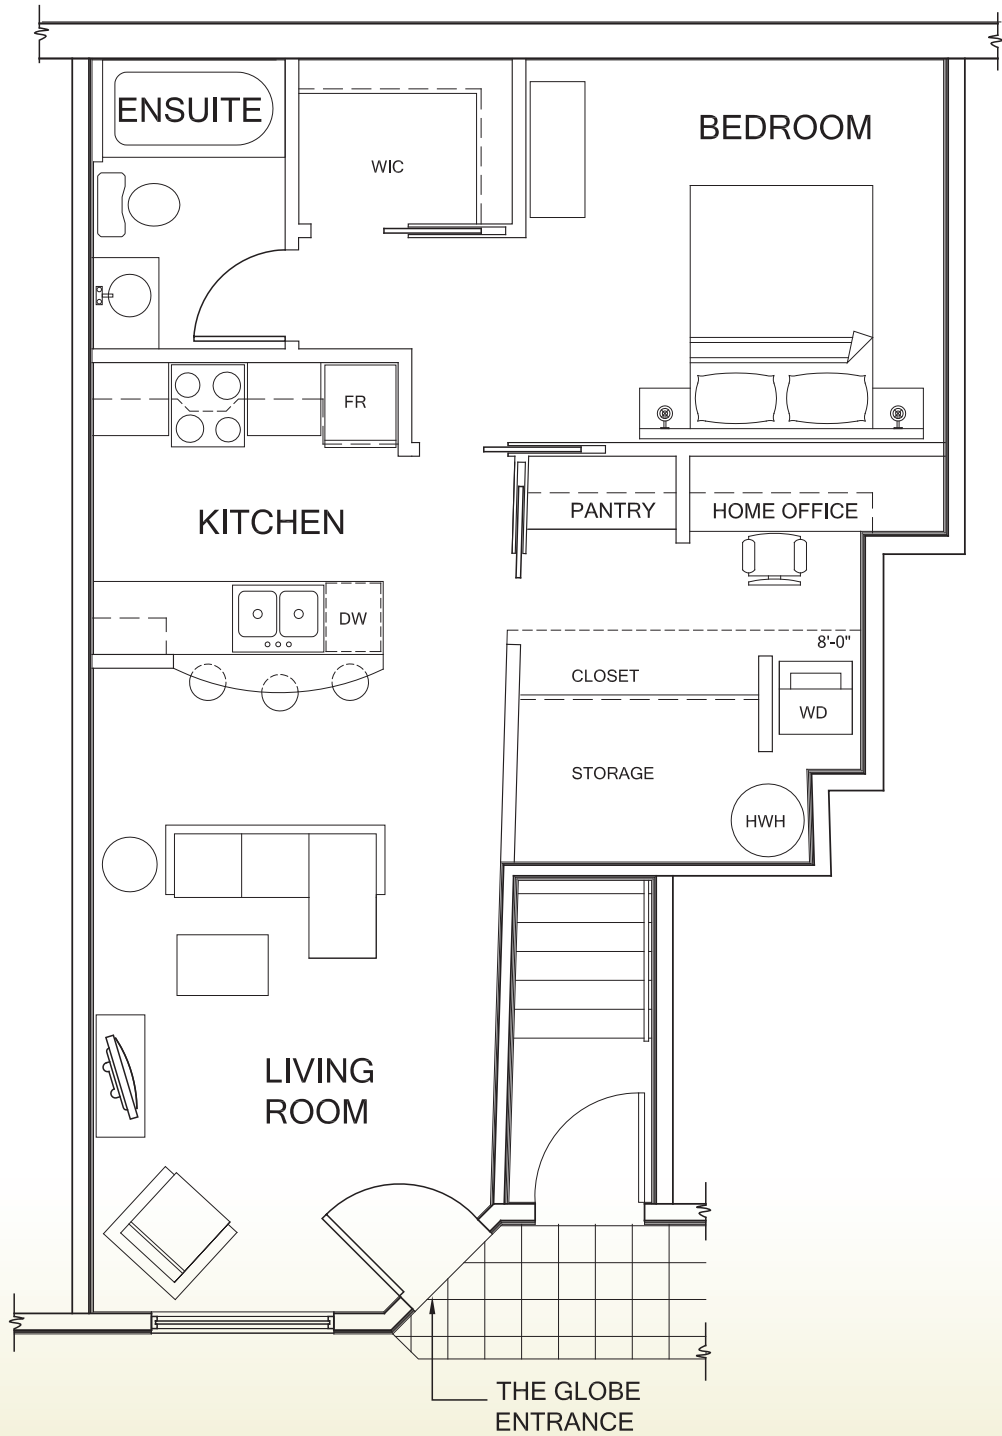 ENSUITE
BEDROOM
WIC
FR
KITCHEN
PANTRY
HOME OFFICE
DW
8'-0"
CLOSET
WD
STORAGE
HWH
LIVING
ROOM
THE GLOBE
ENTRANCE